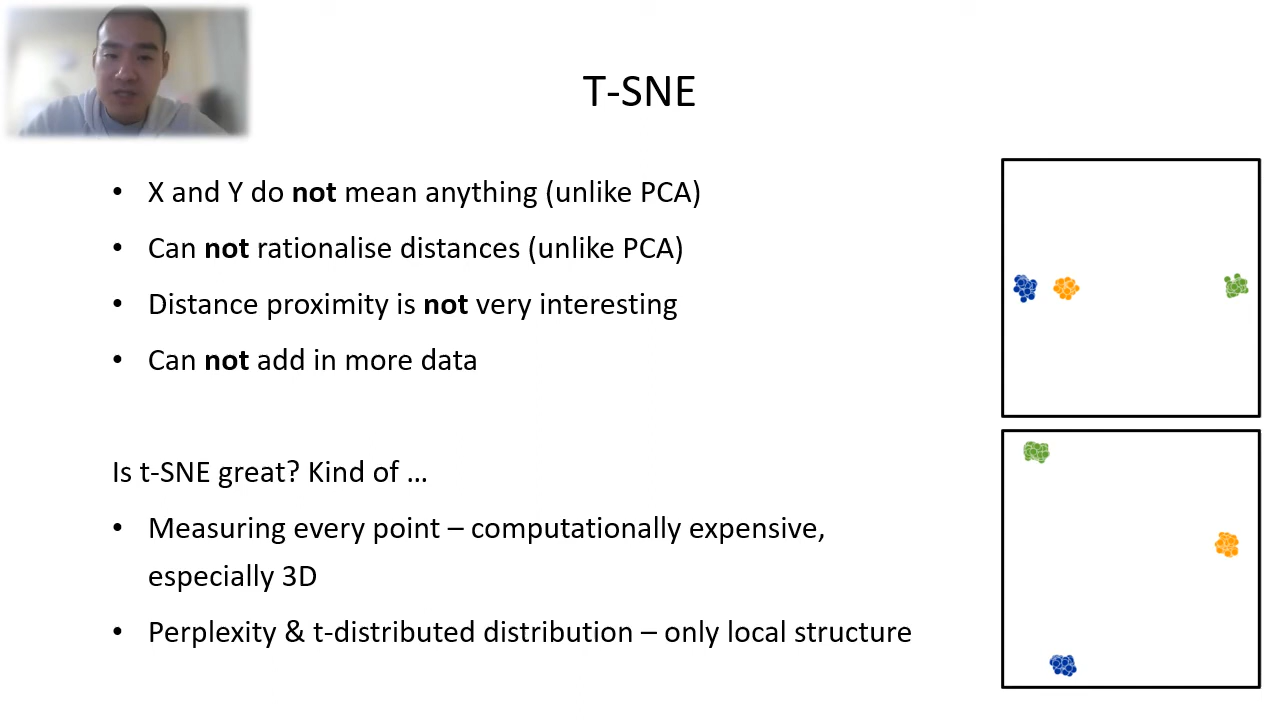 T-SNE
• X and Y do not mean anything (unlike PCA)
• Can not rationalise distances (unlike PCA)
• Distance proximity is not very interesting
• Can not add in more data
Is t-SNE great? Kind of …
• Measuring every point – computationally expensive,
especially 3D
• Perplexity & t-distributed distribution – only local structure